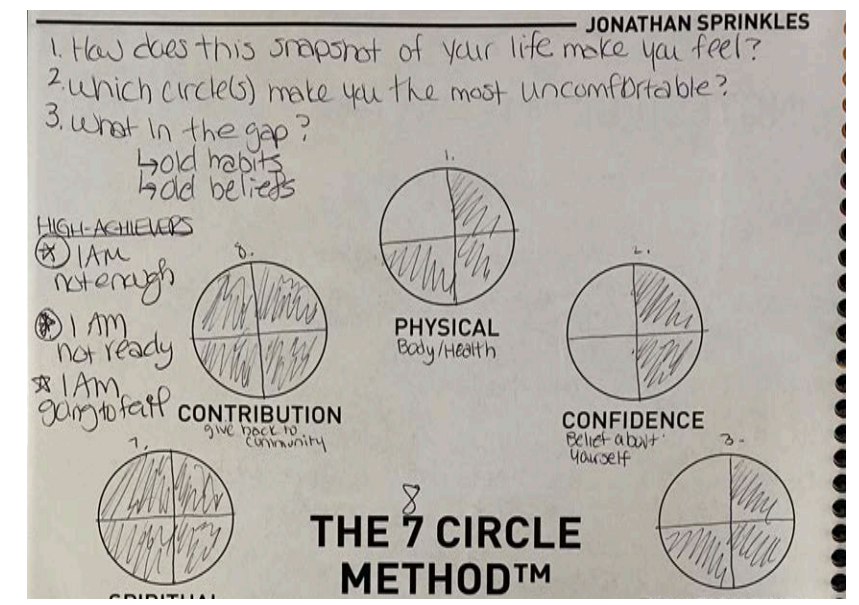 JONATHAN SPRINKLES
1. How does this snapshot of your life make you feel?
2. which circle(s) make you the most uncomfortable?
3. What in the gap?
↳old habits
↳old beliefs
HIGH-ACHIEVERS
I AM
not enough
I AM
not ready
I AM
going to fail
1.
PHYSICAL
Body/Health
2.
CONFIDENCE
Belief about
yourself
3.
8.
CONTRIBUTION
give back to
community
7.
SPIRITUAL
8
THE 7 CIRCLE
METHOD™